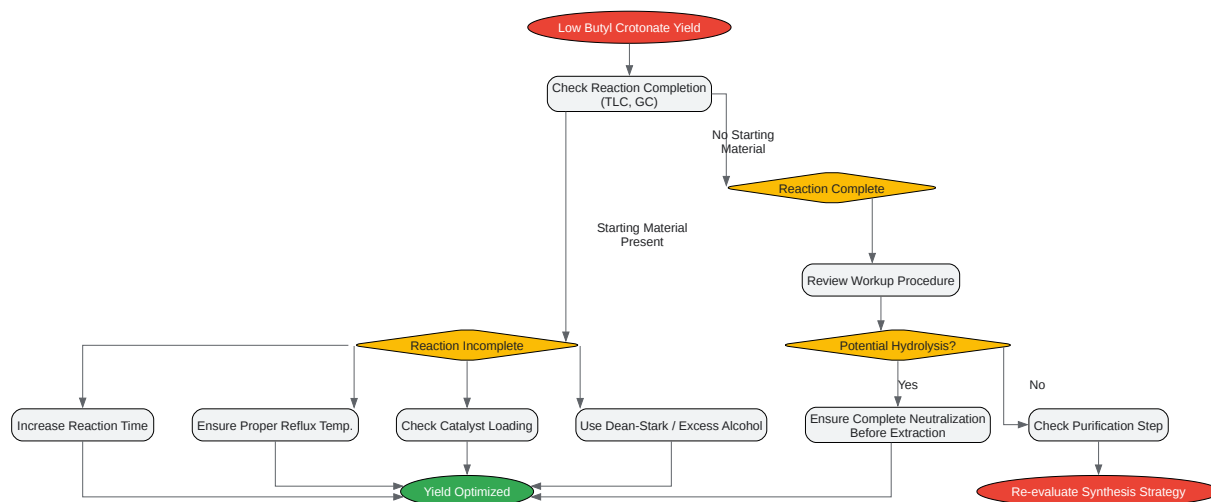 Low Butyl Crotonate Yield
Check Reaction Completion
(TLC, GC)
No Starting
Material
Reaction Complete
Starting Material
Present
Review Workup Procedure
Reaction Incomplete
Potential Hydrolysis?
Yes
No
Increase Reaction Time
Ensure Proper Reflux Temp.
Check Catalyst Loading
Use Dean-Stark / Excess Alcohol
Ensure Complete Neutralization
Before Extraction
Check Purification Step
Yield Optimized
Re-evaluate Synthesis Strategy